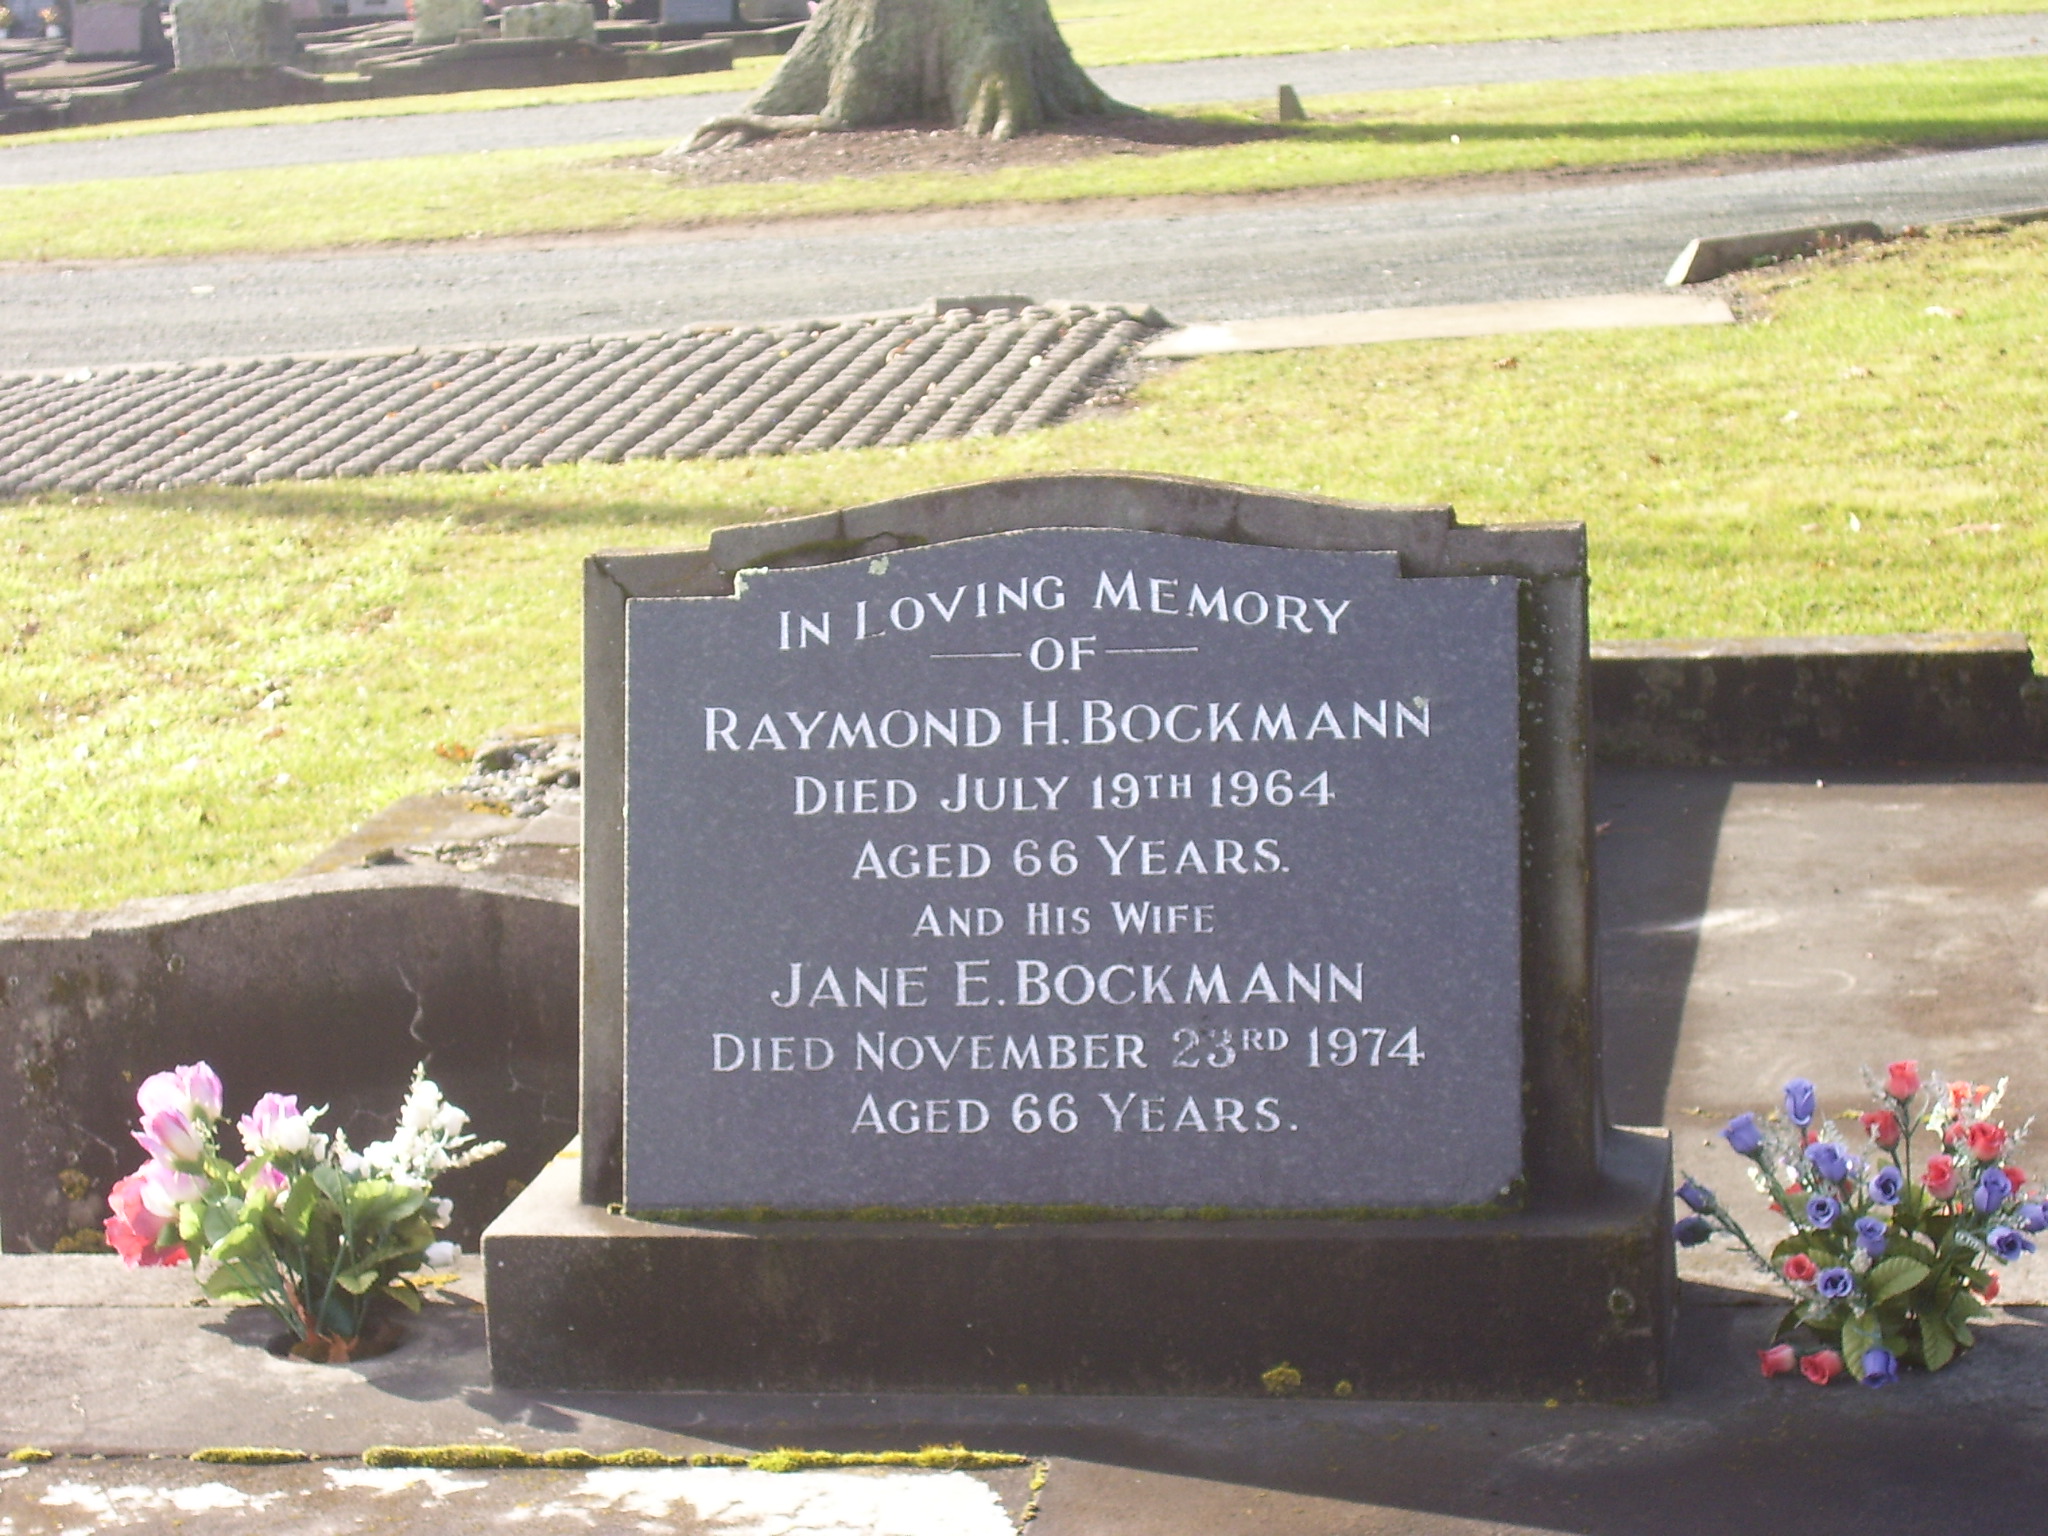 IN LOVING MEMORY
OF
RAYMOND H. BOCKMANN
DIED JULY 19TH 1964
AGED 66 YEARS.
AND HIS WIFE
JANE E. BOCKMANN
DIED NOVEMBER 23RD 1974
AGED 66 YEARS.